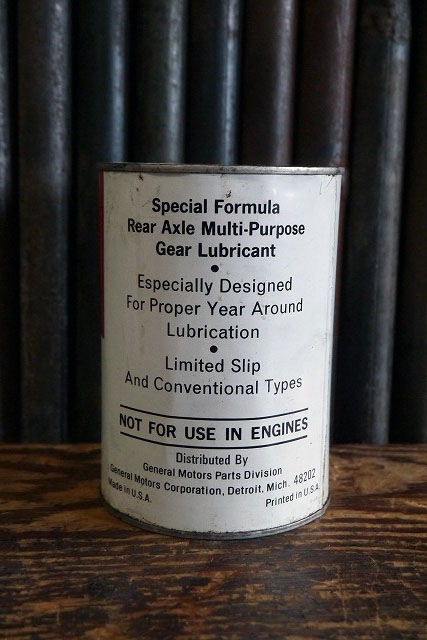 Special Formula
Rear Axle Multi-Purpose
Gear Lubricant
•
Especially Designed
For Proper Year Around
Lubrication
•
Limited Slip
And Conventional Types
NOT FOR USE IN ENGINES
Distributed By
General Motors Parts Division
General Motors Corporation, Detroit, Mich. 48202
Made in U.S.A. Printed in U.S.A.